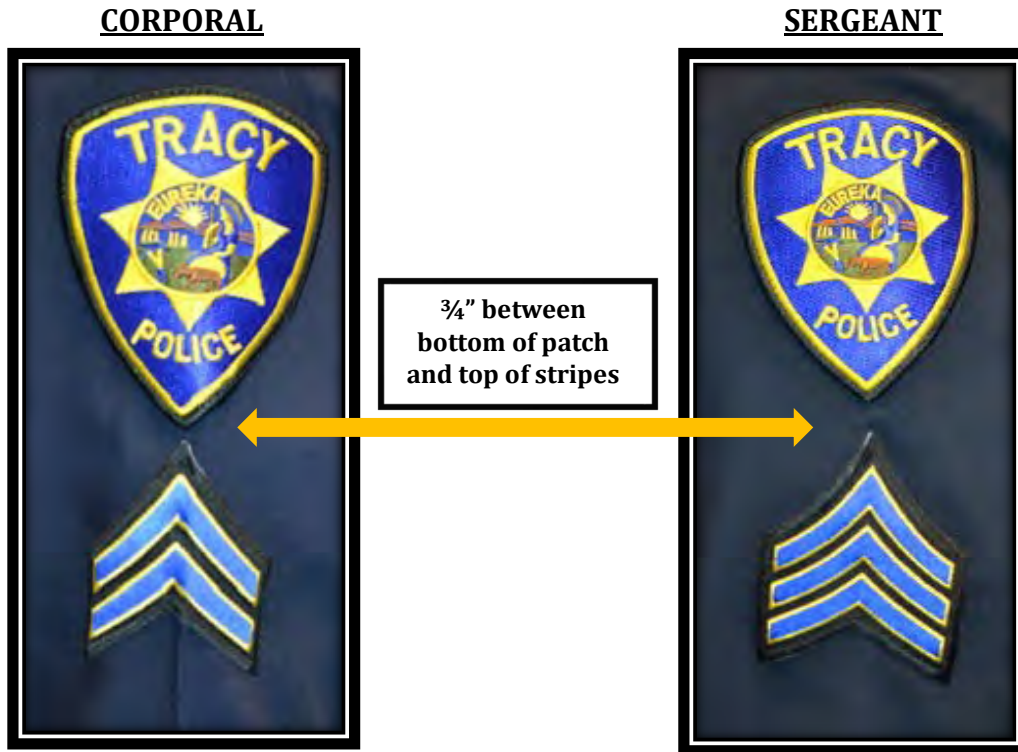 CORPORAL
SERGEANT
TRACY
EUREKA
POLICE
¾” between
bottom of patch
and top of stripes
TRACY
EUREKA
POLICE